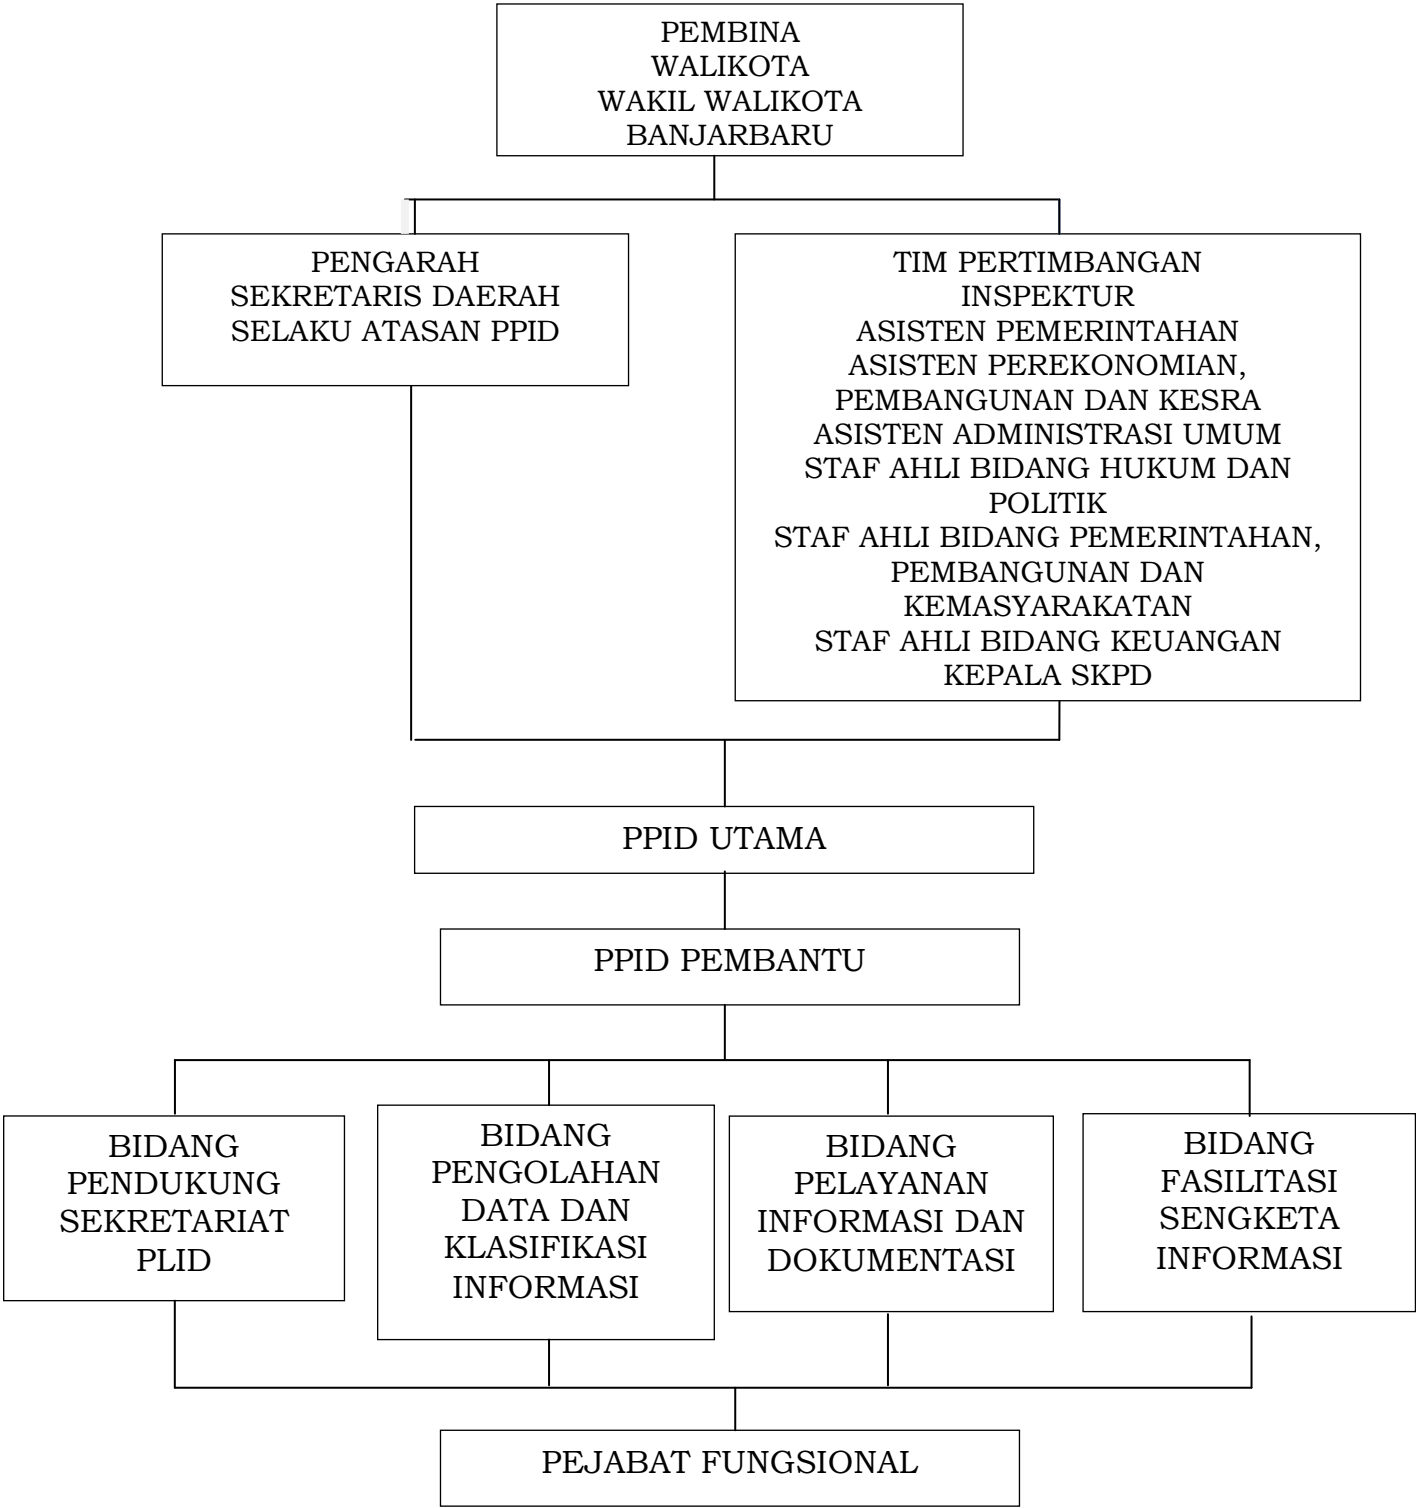 PEMBINA
WALIKOTA
WAKIL WALIKOTA
BANJARBARU
PENGARAH
SEKRETARIS DAERAH
SELAKU ATASAN PPID
TIM PERTIMBANGAN
INSPEKTUR
ASISTEN PEMERINTAHAN
ASISTEN PEREKONOMIAN,
PEMBANGUNAN DAN KESRA
ASISTEN ADMINISTRASI UMUM
STAF AHLI BIDANG HUKUM DAN
POLITIK
STAF AHLI BIDANG PEMERINTAHAN,
PEMBANGUNAN DAN
KEMASYARAKATAN
STAF AHLI BIDANG KEUANGAN
KEPALA SKPD
PPID UTAMA
PPID PEMBANTU
BIDANG
PENDUKUNG
SEKRETARIAT
PLID
BIDANG
PENGOLAHAN
DATA DAN
KLASIFIKASI
INFORMASI
BIDANG
PELAYANAN
INFORMASI DAN
DOKUMENTASI
BIDANG
FASILITASI
SENGKETA
INFORMASI
PEJABAT FUNGSIONAL